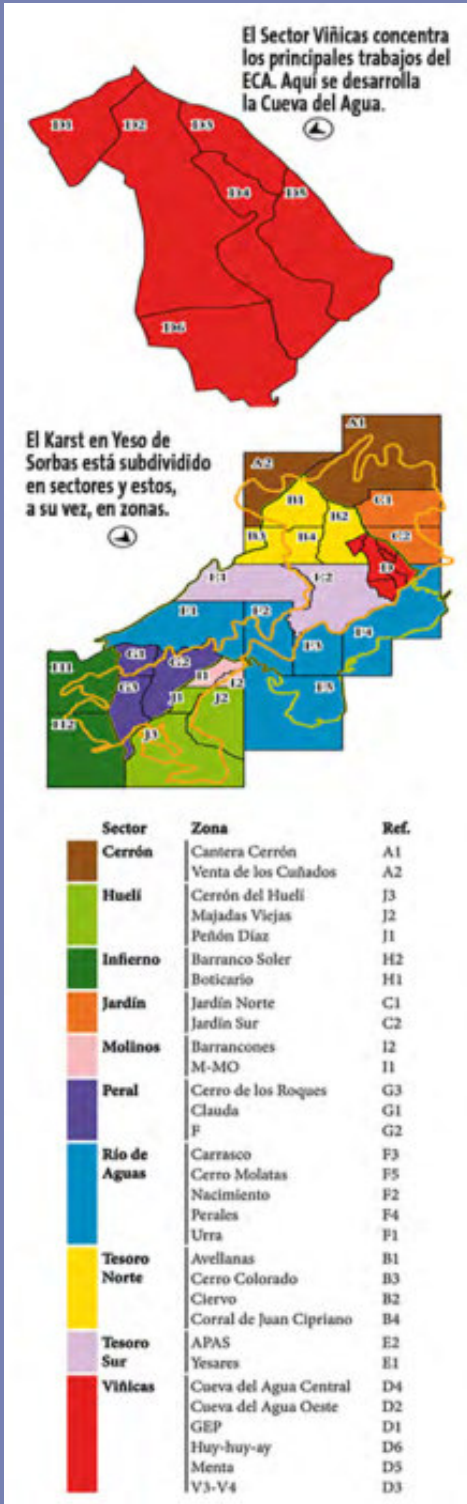 El Sector Viñicas concentra
los principales trabajos del
ECA. Aquí se desarrolla
la Cueva del Agua.
D1
D2
D3
D4
D5
D6
El Karst en Yeso de
Sorbas está subdividido
en sectores y estos,
a su vez, en zonas.
A1
A2
B1
C1
B2
B3
B4
C2
D
E1
E2
F1
F2
F4
G1
G2
F3
H1
I1
I2
F5
G3
J1
J2
H2
J3
Sector Zona Ref.
Cerrón Cantera Cerrón A1
Venta de los Cuñados A2
Huelí Cerrón del Huelí J3
Majadas Viejas J2
Peñón Díaz J1
Infierno Barranco Soler H2
Boticario H1
Jardín Jardín Norte C1
Jardín Sur C2
Molinos Barrancones I2
M-MO I1
Peral Cerro de los Roques G3
Clauda G1
F G2
Río de Carrasco F3
Aguas Cerro Molatas F5
Nacimiento F2
Perales F4
Urra F1
Tesoro Avellanas B1
Norte Cerro Colorado B3
Ciervo B2
Corral de Juan Cipriano B4
Tesoro APAS E2
Sur Yesares E1
Viñicas Cueva del Agua Central D4
Cueva del Agua Oeste D2
GEP D1
Huy-huy-ay D6
Menta D5
V3-V4 D3